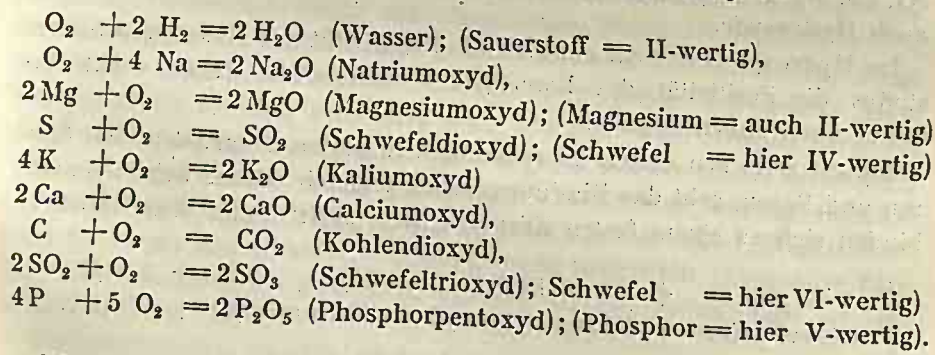 O₂ + 2 H₂ = 2 H₂O (Wasser); (Sauerstoff = II-wertig),
O₂ + 4 Na = 2 Na₂O (Natriumoxyd),
2 Mg + O₂ = 2 MgO (Magnesiumoxyd); (Magnesium = auch II-wertig)
S + O₂ = SO₂ (Schwefeldioxyd); (Schwefel = hier IV-wertig)
4 K + O₂ = 2 K₂O (Kaliumoxyd)
2 Ca + O₂ = 2 CaO (Calciumoxyd),
C + O₂ = CO₂ (Kohlendioxyd),
2 SO₂ + O₂ = 2 SO₃ (Schwefeltrioxyd); Schwefel = hier VI-wertig)
4 P + 5 O₂ = 2 P₂O₅ (Phosphorpentoxyd); (Phosphor = hier V-wertig).